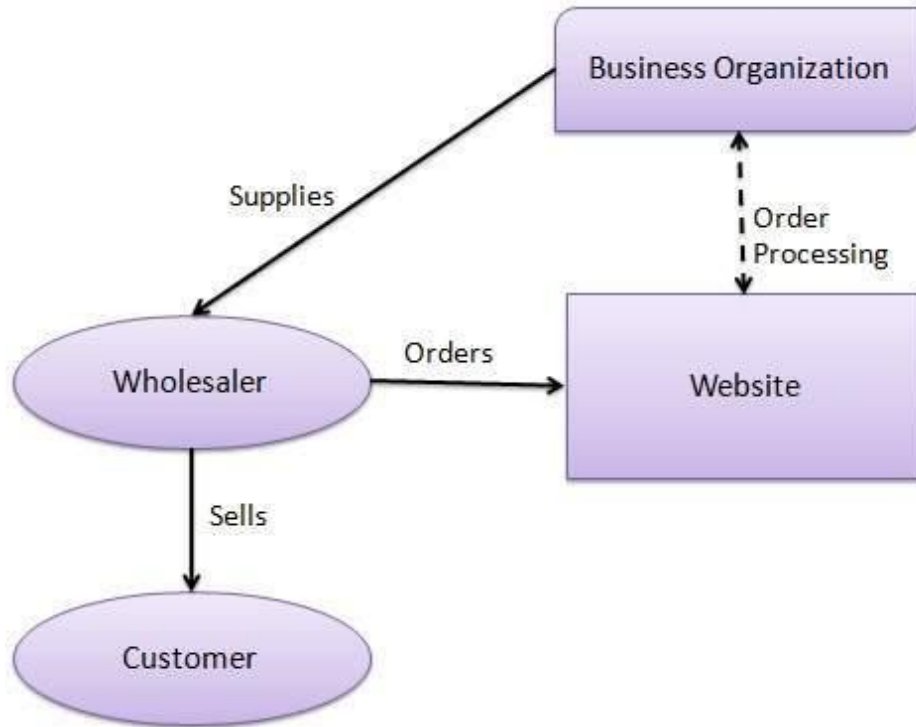 Business Organization
Supplies
Order
Processing
Orders
Wholesaler
Website
Sells
Customer